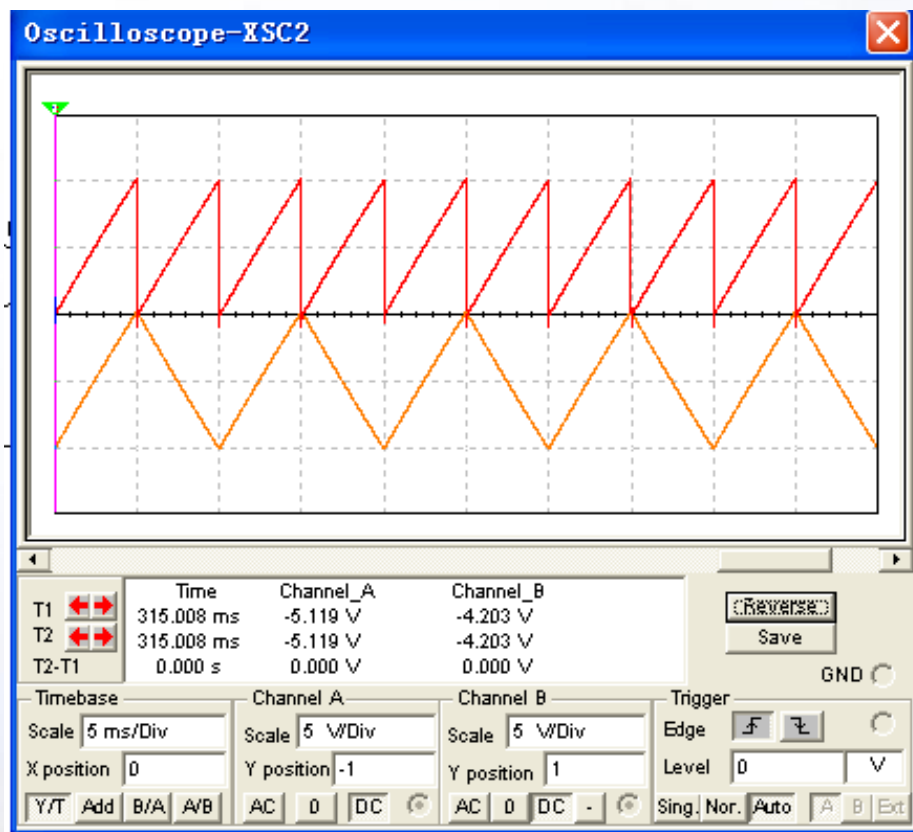 Oscilloscope-XSC2
Time Channel_A Channel_B
T1 315.008 ms -5.119 V -4.203 V
T2 315.008 ms -5.119 V -4.203 V
T2-T1 0.000 s 0.000 V 0.000 V
Reverse
Save
GND
Timebase
Scale 5 ms/Div
X position 0
Y/T Add B/A A/B
Channel A
Scale 5 V/Div
Y position -1
AC 0 DC
Channel B
Scale 5 V/Div
Y position 1
AC 0 DC -
Trigger
Edge
Level 0 V
Sing. Nor. Auto A B Ext